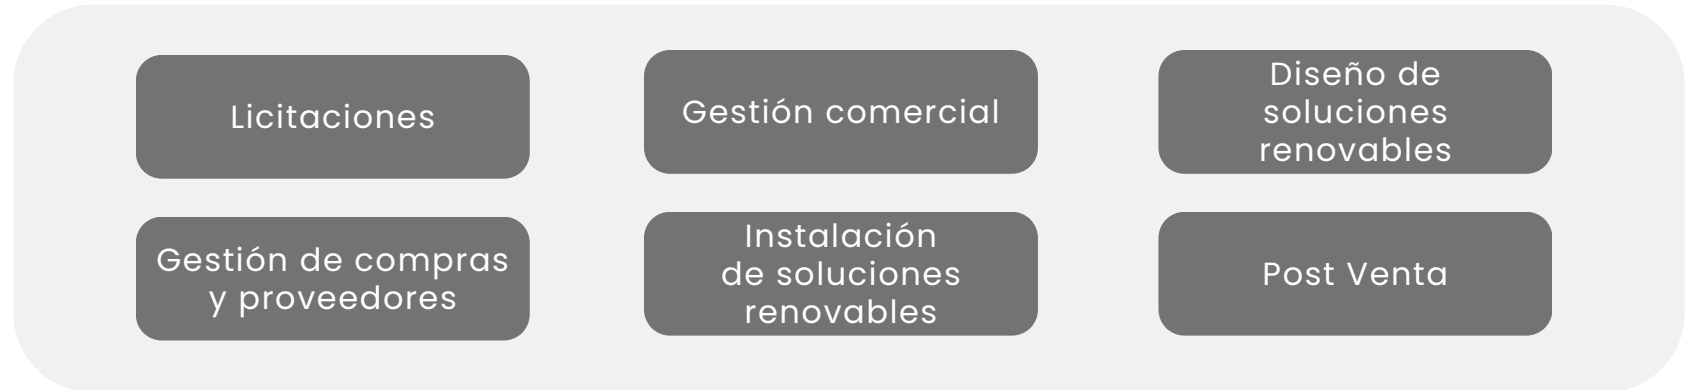 Licitaciones
Gestión comercial
Diseño de
soluciones
renovables
Gestión de compras
y proveedores
Instalación
de soluciones
renovables
Post Venta